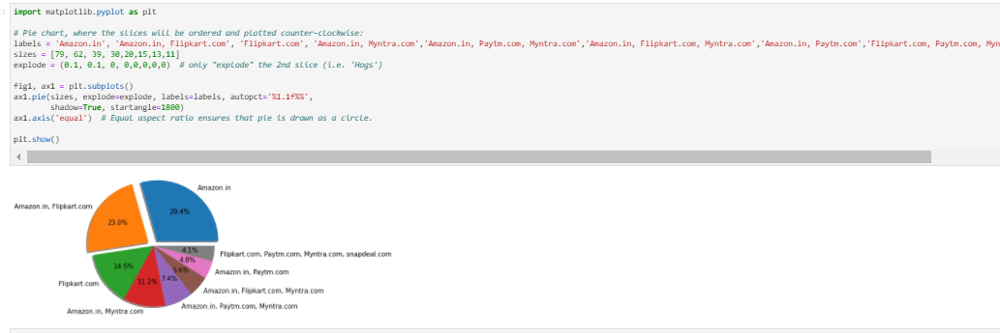 import matplotlib.pyplot as plt
# Pie chart, where the slices will be ordered and plotted counter-clockwise:
labels = 'Amazon.in', 'Amazon.in, Flipkart.com', 'Flipkart.com', 'Amazon.in, Myntra.com','Amazon.in, Paytm.com, Myntra.com','Amazon.in, Flipkart.com, Myntra.com','Amazon.in, Paytm.com','Flipkart.com, Paytm.com, Myn
sizes = [79, 62, 39, 30,20,15,13,11]
explode = (0.1, 0.1, 0, 0,0,0,0,0)  # only "explode" the 2nd slice (i.e. 'Hogs')
fig1, ax1 = plt.subplots()
ax1.pie(sizes, explode=explode, labels=labels, autopct='%1.1f%%',
shadow=True, startangle=1800)
ax1.axis('equal')  # Equal aspect ratio ensures that pie is drawn as a circle.
plt.show()
Amazon.in
Amazon.in, Flipkart.com
29.4%
23.0%
4.1%
Flipkart.com, Paytm.com, Myntra.com, snapdeal.com
4.8%
14.5%
5.6%
Amazon.in, Paytm.com
7.4%
11.2%
Flipkart.com
Amazon.in, Flipkart.com, Myntra.com
Amazon.in, Paytm.com, Myntra.com
Amazon.in, Myntra.com